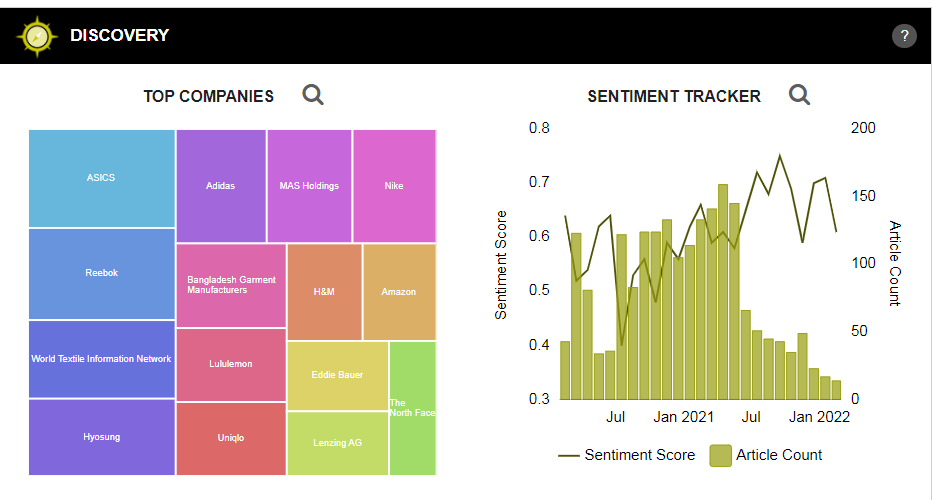 DISCOVERY
?
TOP COMPANIES
ASICS
Reebok
World Textile Information Network
Hyosung
Adidas
MAS Holdings
Nike
Bangladesh Garment
Manufacturers
H&M
Amazon
Lululemon
Uniqlo
Eddie Bauer
Lenzing AG
The
North Face
SENTIMENT TRACKER
0.8
0.7
0.6
0.5
0.4
0.3
Sentiment Score
200
150
100
50
0
Article Count
Jul
Jan 2021
Jul
Jan 2022
Sentiment Score
Article Count